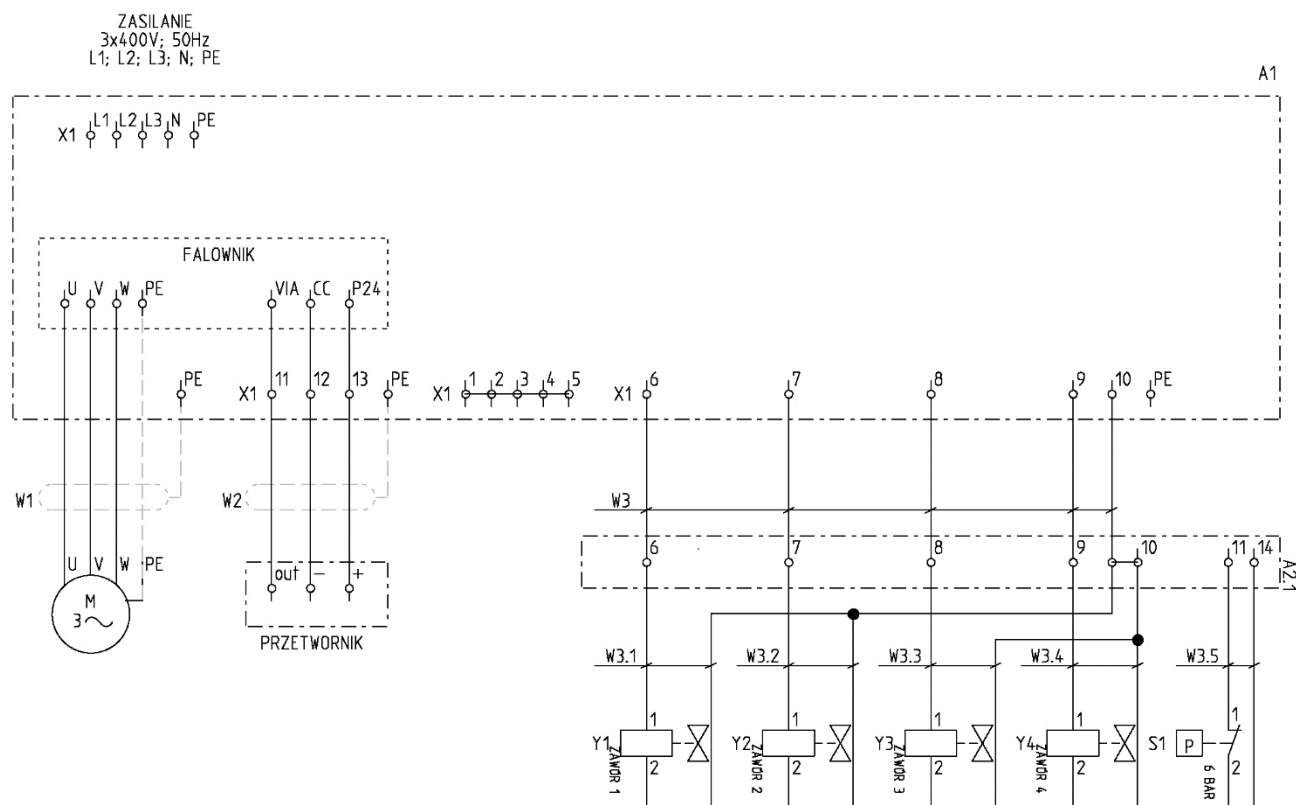 ZASILANIE
3x400V; 50Hz
L1; L2; L3; N; PE
A1
X1 L1 L2 L3 N PE
FALOWNIK
U V W PE VIA CC P24
PE X1 11 12 13 PE X1 1 2 3 4 5 X1 6 7 8 9 10 PE
W1 W2 W3
6 7 8 9 10 11 14
A2.1
U V W PE out - +
M
3
PRZETWORNIK
W3.1 W3.2 W3.3 W3.4 W3.5
1 1 1 1 1
Y1 Y2 Y3 Y4 S1 P
2 2 2 2 2
ZAWÓR 1
ZAWÓR 2
ZAWÓR 3
ZAWÓR 4
6 BAR